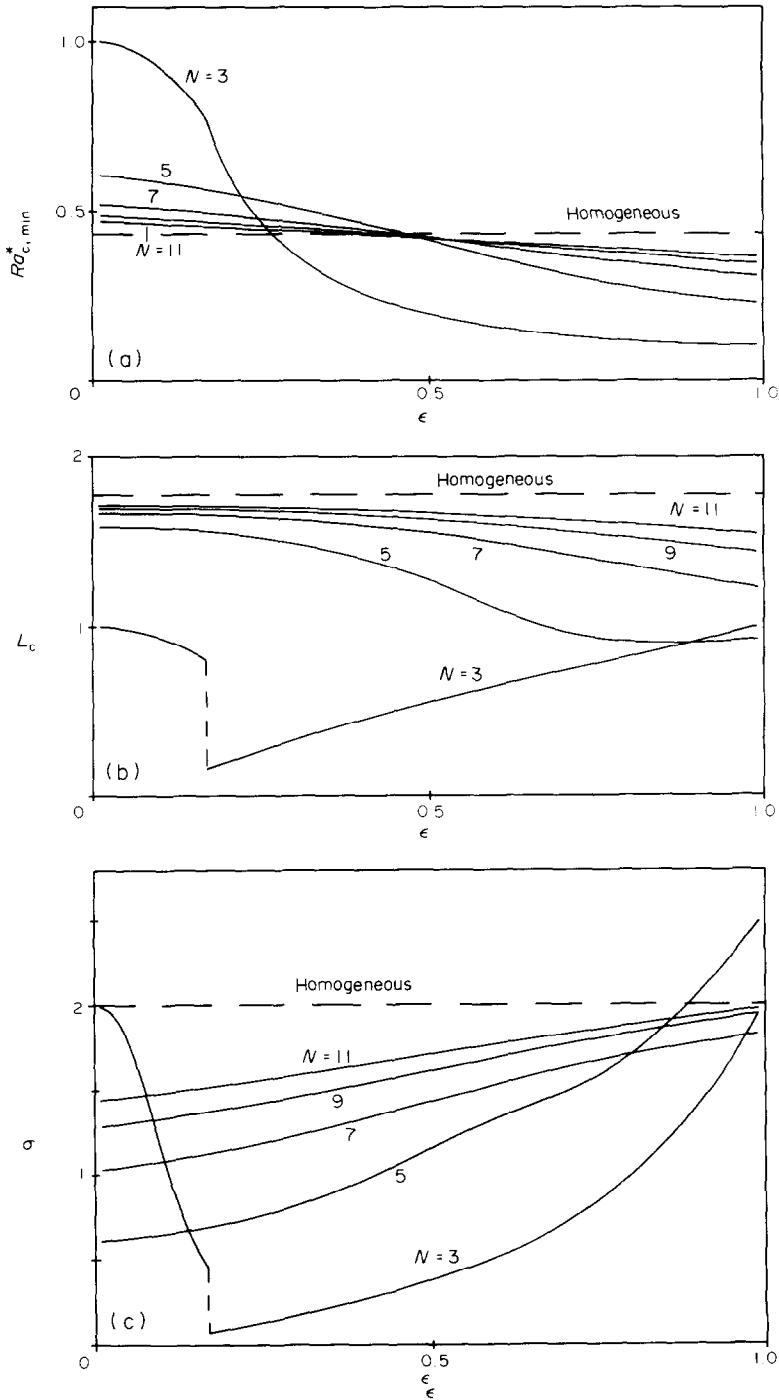 1.0
N = 3
5
7
Homogeneous
0.5
Ra*c, min
N = 11
(a)
0
0.5
1.0
ϵ
2
Homogeneous
N = 11
5
7
9
1
Lc
N = 3
(b)
0
0.5
1.0
ϵ
Homogeneous
2
N = 11
9
7
σ
1
5
N = 3
(c)
0
0.5
1.0
ϵ
ϵ